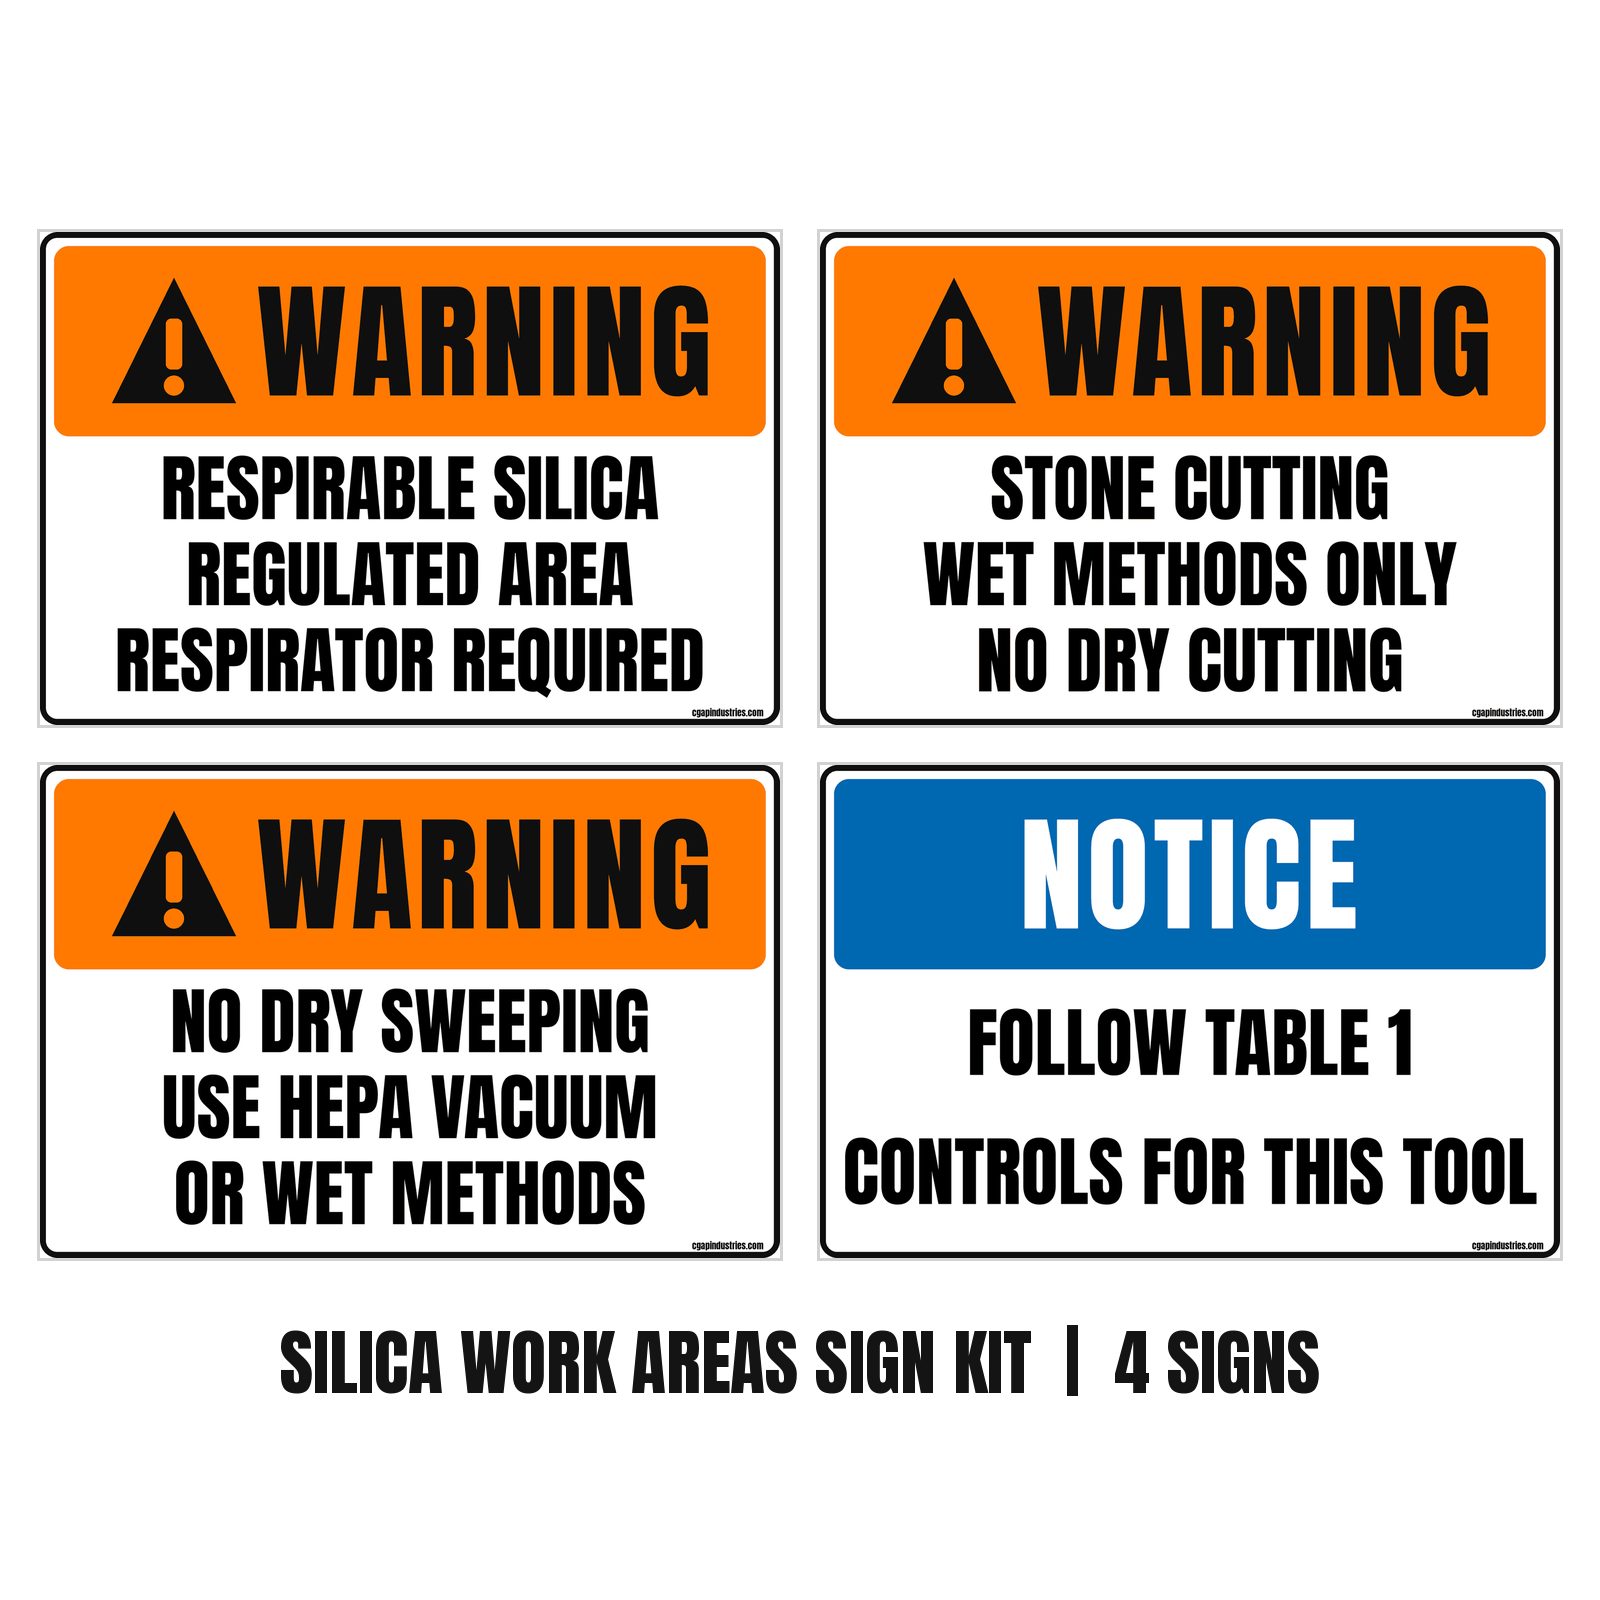 WARNING
RESPIRABLE SILICA
REGULATED AREA
RESPIRATOR REQUIRED
cgapindustries.com
WARNING
STONE CUTTING
WET METHODS ONLY
NO DRY CUTTING
cgapindustries.com
WARNING
NO DRY SWEEPING
USE HEPA VACUUM
OR WET METHODS
cgapindustries.com
NOTICE
FOLLOW TABLE 1
CONTROLS FOR THIS TOOL
cgapindustries.com
SILICA WORK AREAS SIGN KIT | 4 SIGNS